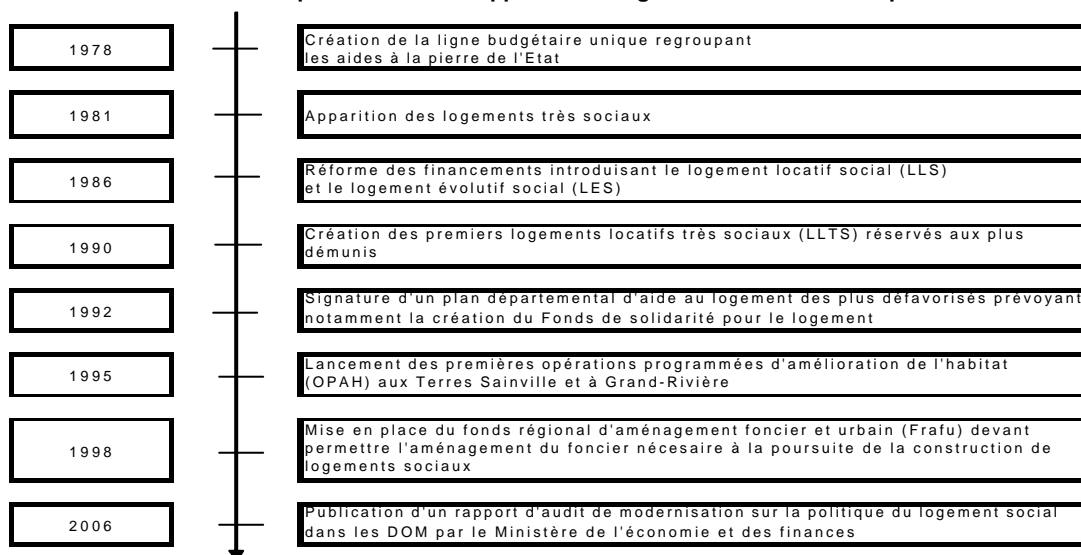 1978
Création de la ligne budgétaire unique regroupant
les aides à la pierre de l'Etat
1981
Apparition des logements très sociaux
1986
Réforme des financements introduisant le logement locatif social (LLS)
et le logement évolutif social (LES)
1990
Création des premiers logements locatifs très sociaux (LLTS) réservés aux plus
démunis
1992
Signature d'un plan départemental d'aide au logement des plus défavorisés prévoyant
notamment la création du Fonds de solidarité pour le logement
1995
Lancement des premières opérations programmées d'amélioration de l'habitat
(OPAH) aux Terres Sainville et à Grand-Rivière
1998
Mise en place du fonds régional d'aménagement foncier et urbain (Frafu) devant
permettre l'aménagement du foncier nécesaire à la poursuite de la construction de
logements sociaux
2006
Publication d'un rapport d'audit de modernisation sur la politique du logement social
dans les DOM par le Ministère de l'économie et des finances